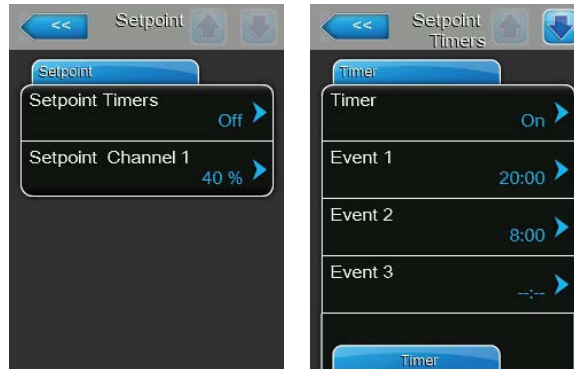 << Setpoint
Setpoint
Setpoint Timers
Off
Setpoint Channel 1
40 %
<< Setpoint
Timers
Timer
Timer
On
Event 1
20:00
Event 2
8:00
Event 3
--:--
Timer